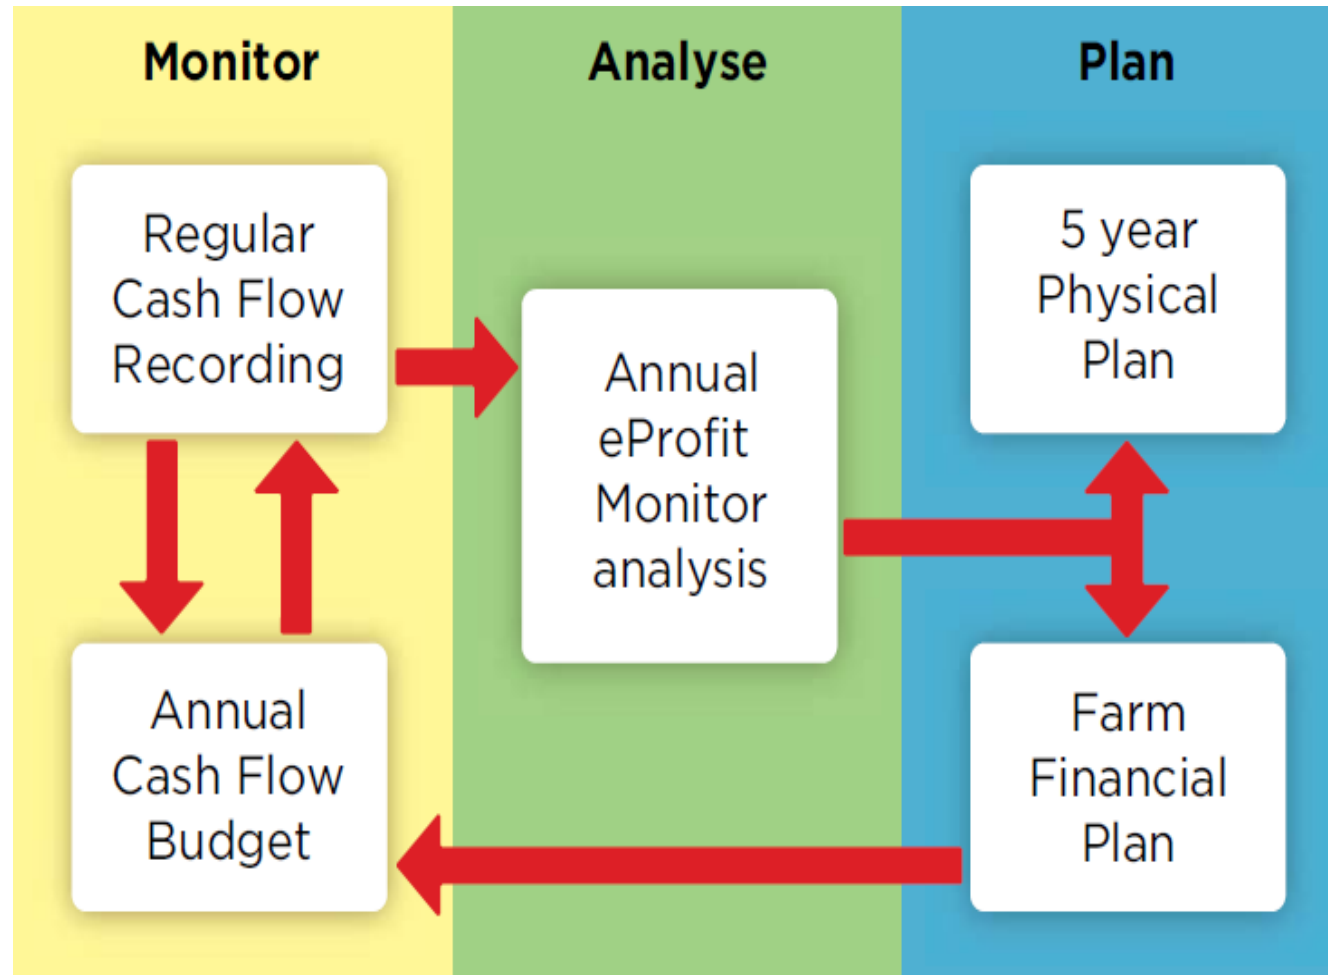 Monitor
Regular
Cash Flow
Recording
Annual
Cash Flow
Budget
Analyse
Annual
eProfit
Monitor
analysis
Plan
5 year
Physical
Plan
Farm
Financial
Plan